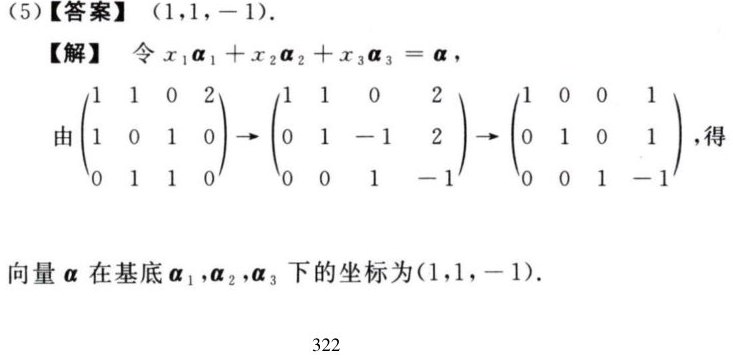 (5)【答案】 (1,1,-1).
【解】 令 x₁α₁+x₂α₂+x₃α₃=α,
由 (1 1 0 2 → (1 1 0 2 → (1 0 0 1
1 0 1 0 0 1 -1 2 0 1 0 1
0 1 1 0) 0 0 1 -1) 0 0 1 -1) ,得
向量 α 在基底 α₁,α₂,α₃ 下的坐标为(1,1,-1).
322